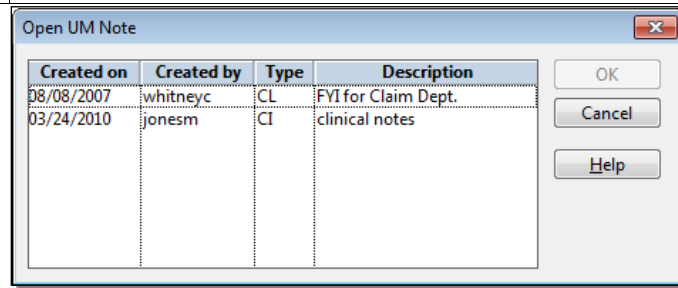 Open UM Note
Created on Created by Type Description
08/08/2007 whitneyc CL FYI for Claim Dept.
03/24/2010 jonesm CI clinical notes
OK
Cancel
Help